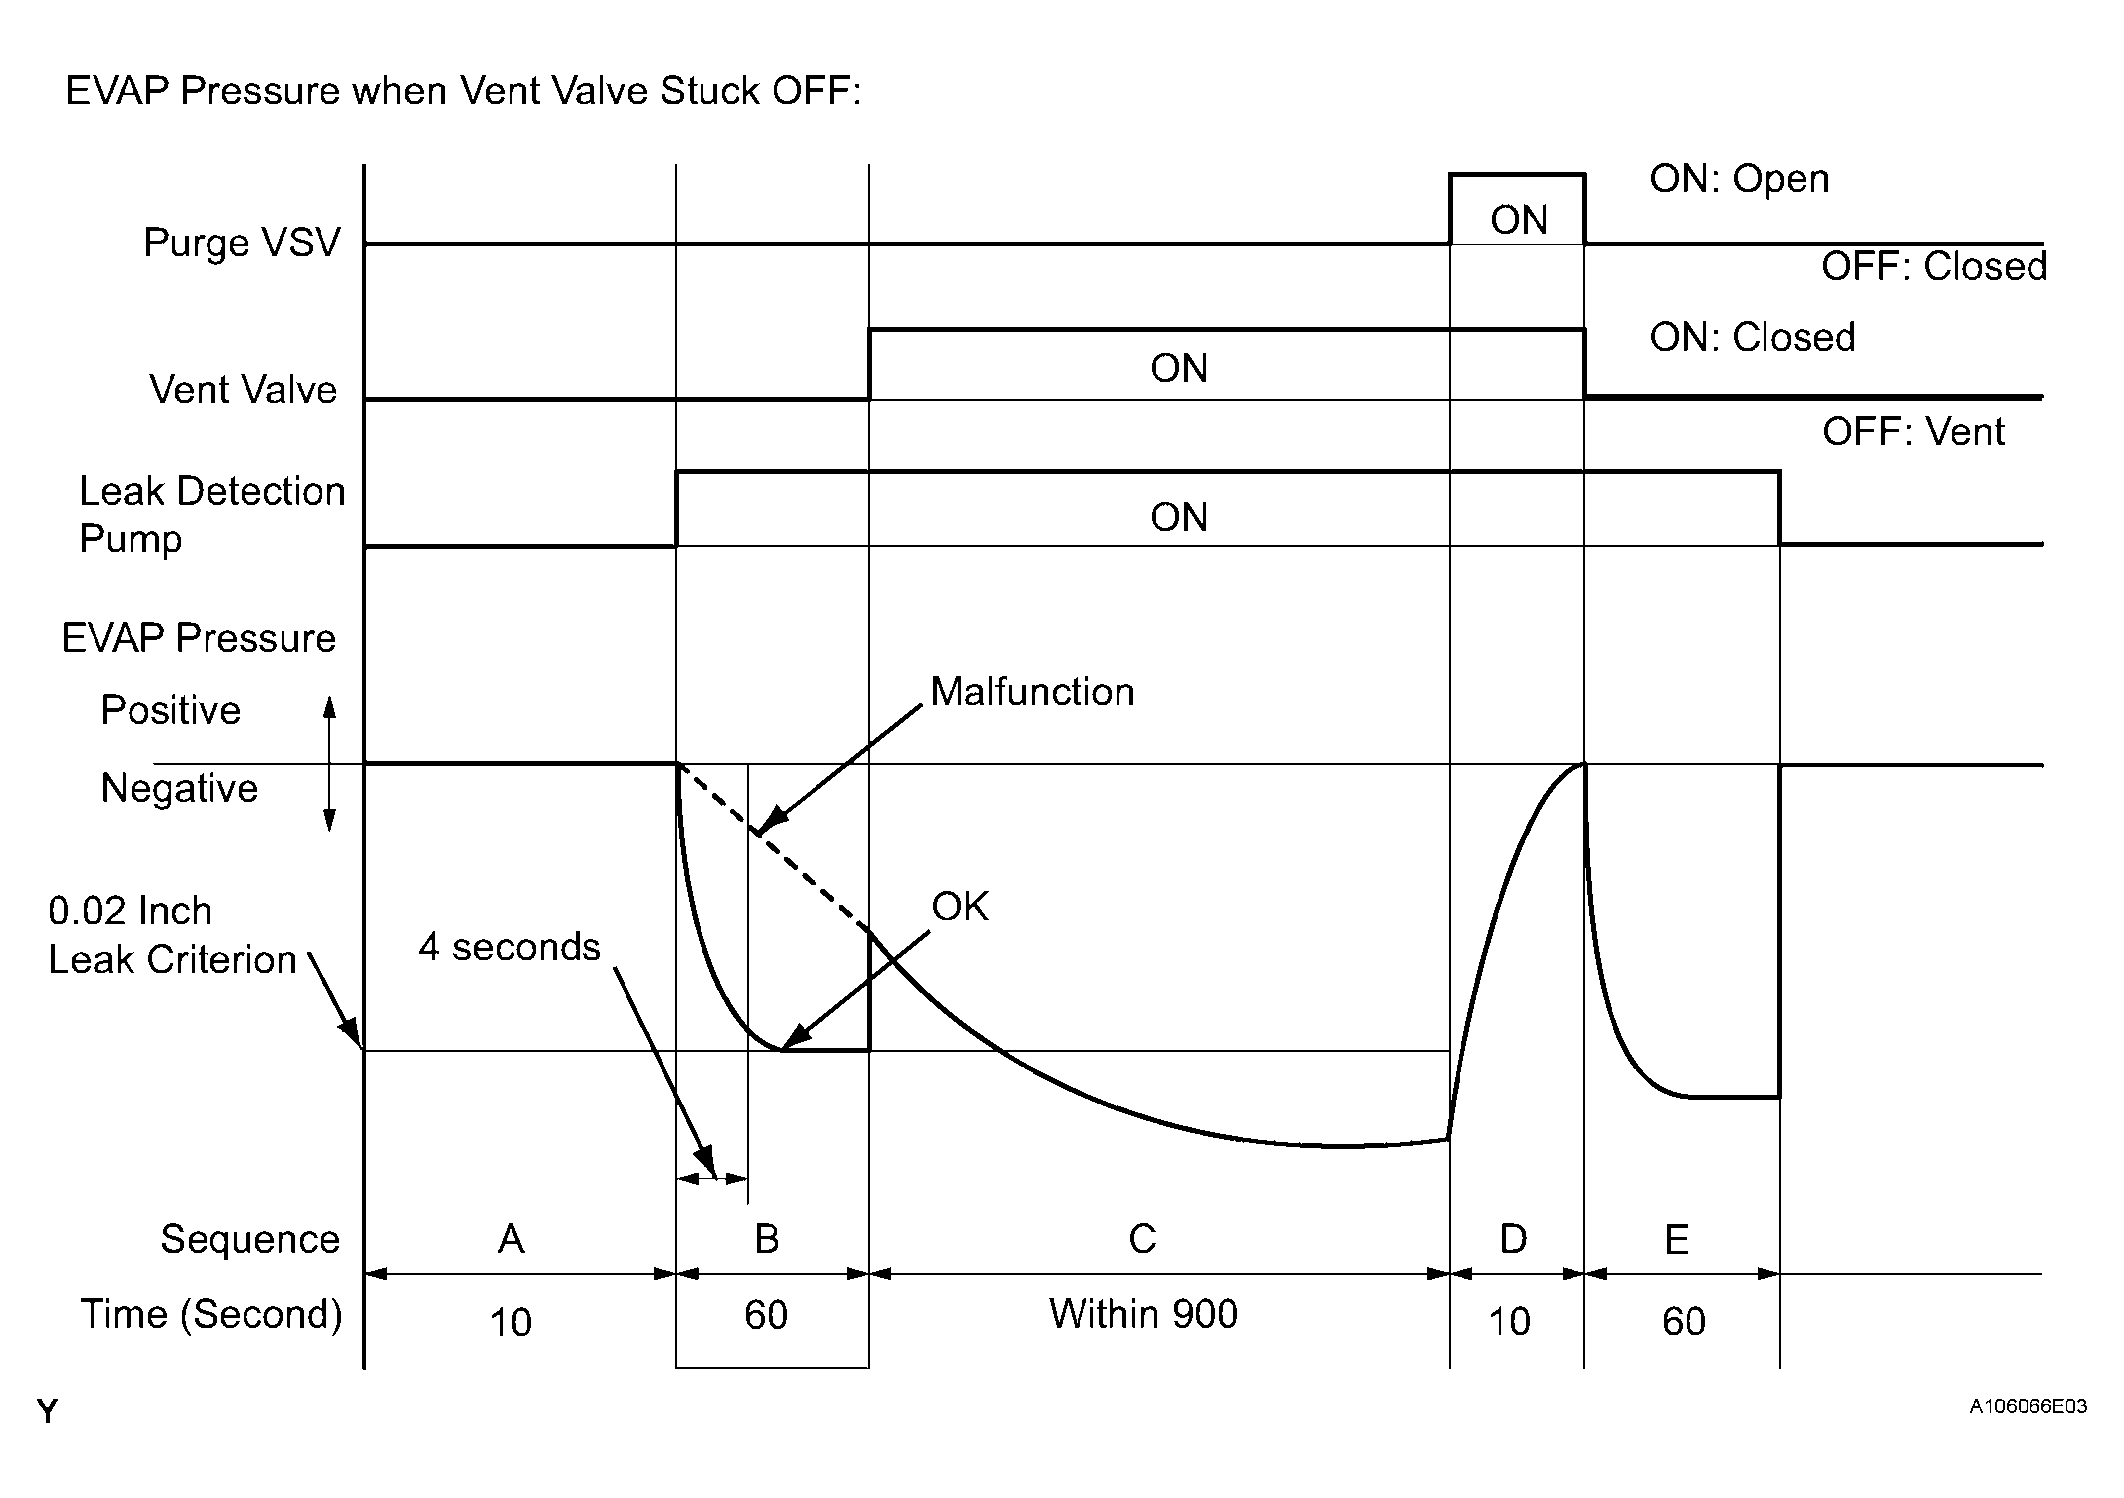 EVAP Pressure when Vent Valve Stuck OFF:
ON: Open
ON
Purge VSV
OFF: Closed
ON: Closed
ON
Vent Valve
OFF: Vent
Leak Detection
Pump
ON
EVAP Pressure
Positive
Negative
Malfunction
0.02 Inch
Leak Criterion
4 seconds
OK
Sequence A B C D E
Time (Second) 10 60 Within 900 10 60
Y
A106066E03